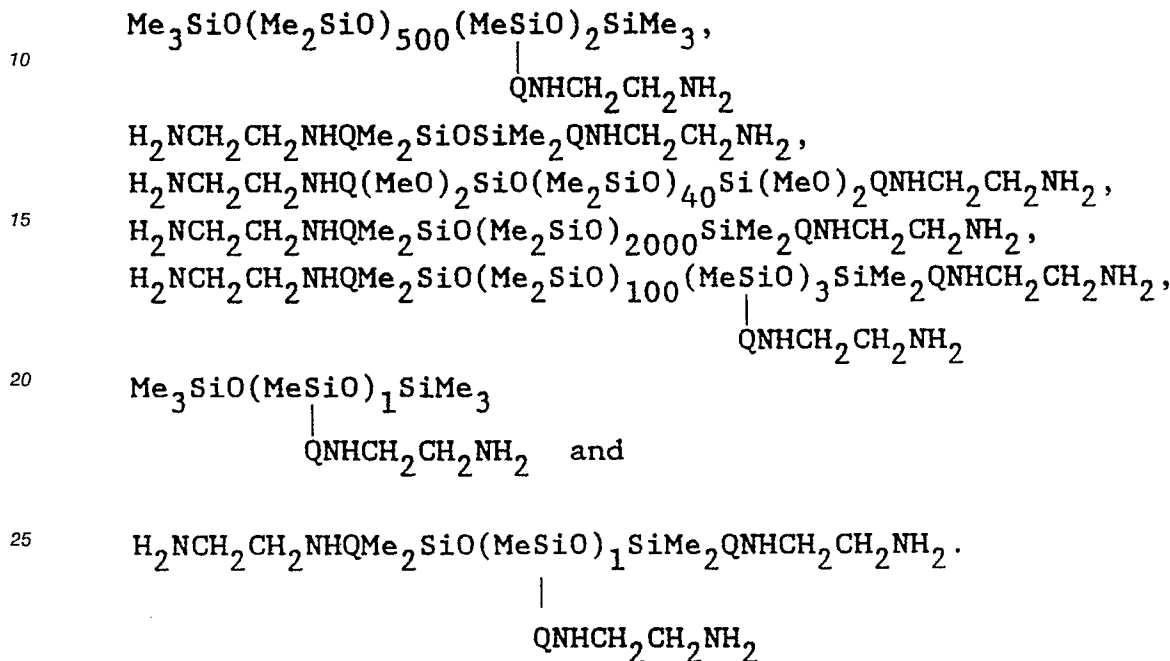 Me3SiO(Me2SiO)500(MeSiO)2SiMe3,
10
QNHCH2CH2NH2
H2NCH2CH2NHQMe2SiOSiMe2QNHCH2CH2NH2,
H2NCH2CH2NHQ(MeO)2SiO(Me2SiO)40Si(MeO)2QNHCH2CH2NH2,
15 H2NCH2CH2NHQMe2SiO(Me2SiO)2000SiMe2QNHCH2CH2NH2,
H2NCH2CH2NHQMe2SiO(Me2SiO)100(MeSiO)3SiMe2QNHCH2CH2NH2,
QNHCH2CH2NH2
20 Me3SiO(MeSiO)1SiMe3
QNHCH2CH2NH2 and
25 H2NCH2CH2NHQMe2SiO(MeSiO)1SiMe2QNHCH2CH2NH2.
QNHCH2CH2NH2